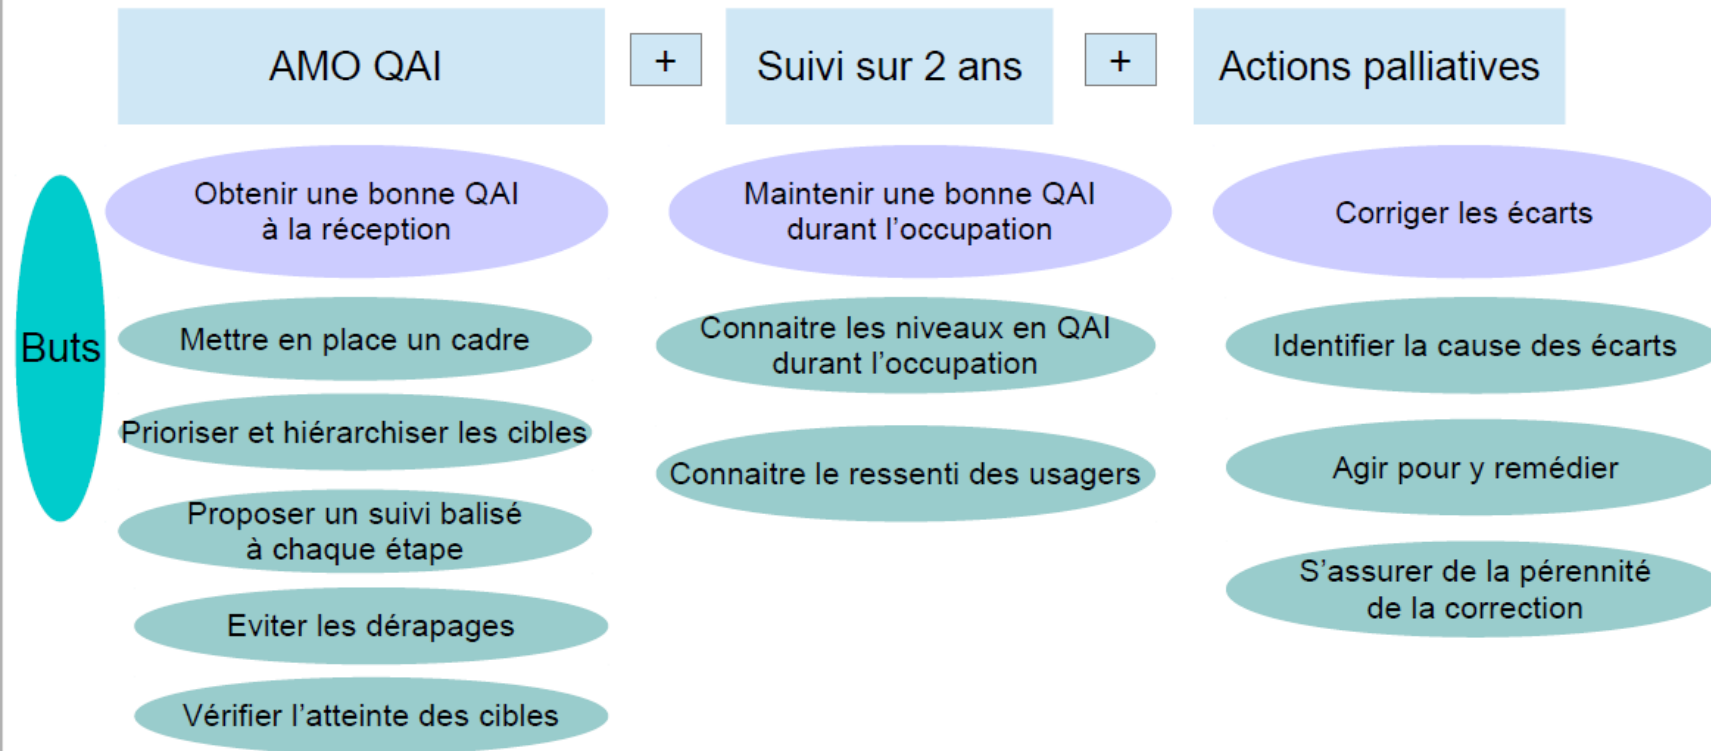 AMO QAI
+
Suivi sur 2 ans
+
Actions palliatives
Buts
Obtenir une bonne QAI
à la réception
Mettre en place un cadre
Prioriser et hiérarchiser les cibles
Proposer un suivi balisé
à chaque étape
Eviter les dérapages
Vérifier l'atteinte des cibles
Maintenir une bonne QAI
durant l'occupation
Connaitre les niveaux en QAI
durant l'occupation
Connaitre le ressenti des usagers
Corriger les écarts
Identifier la cause des écarts
Agir pour y remédier
S'assurer de la pérennité
de la correction